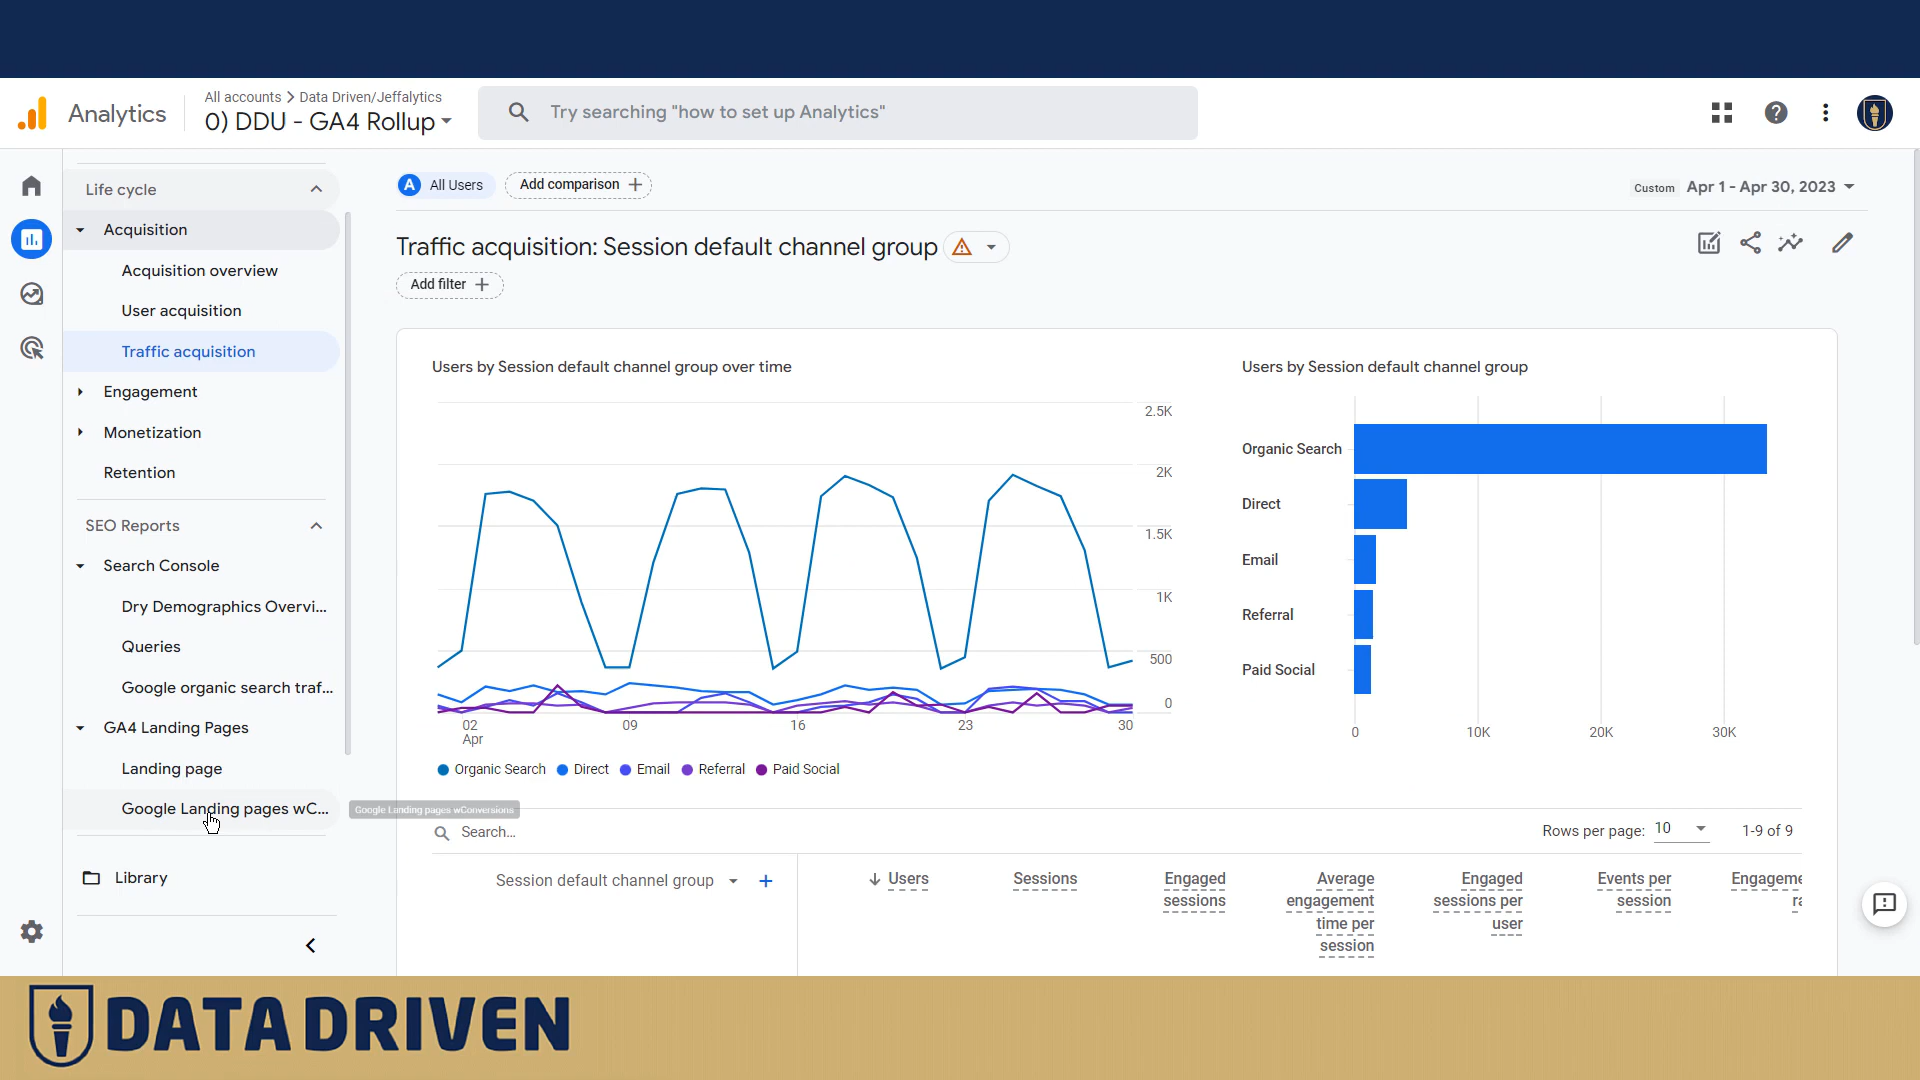 Analytics
All accounts > Data Driven/Jeffalytics
0) DDU - GA4 Rollup
Try searching "how to set up Analytics"
Life cycle
Acquisition
Acquisition overview
User acquisition
Traffic acquisition
Engagement
Monetization
Retention
SEO Reports
Search Console
Dry Demographics Overvi...
Queries
Google organic search traf...
GA4 Landing Pages
Landing page
Google Landing pages wC...
Google Landing pages wConversions
Library
A All Users
Add comparison +
Custom Apr 1 - Apr 30, 2023
Traffic acquisition: Session default channel group
Add filter +
Users by Session default channel group over time
2.5K
2K
1.5K
1K
500
0
02
Apr
09
16
23
30
Organic Search Direct Email Referral Paid Social
Users by Session default channel group
Organic Search
Direct
Email
Referral
Paid Social
0
10K
20K
30K
Search...
Rows per page: 10
1-9 of 9
Session default channel group +
Users
Sessions
Engaged
sessions
Average
engagement
time per
session
Engaged
sessions per
user
Events per
session
Engageme
ra
DATA DRIVEN